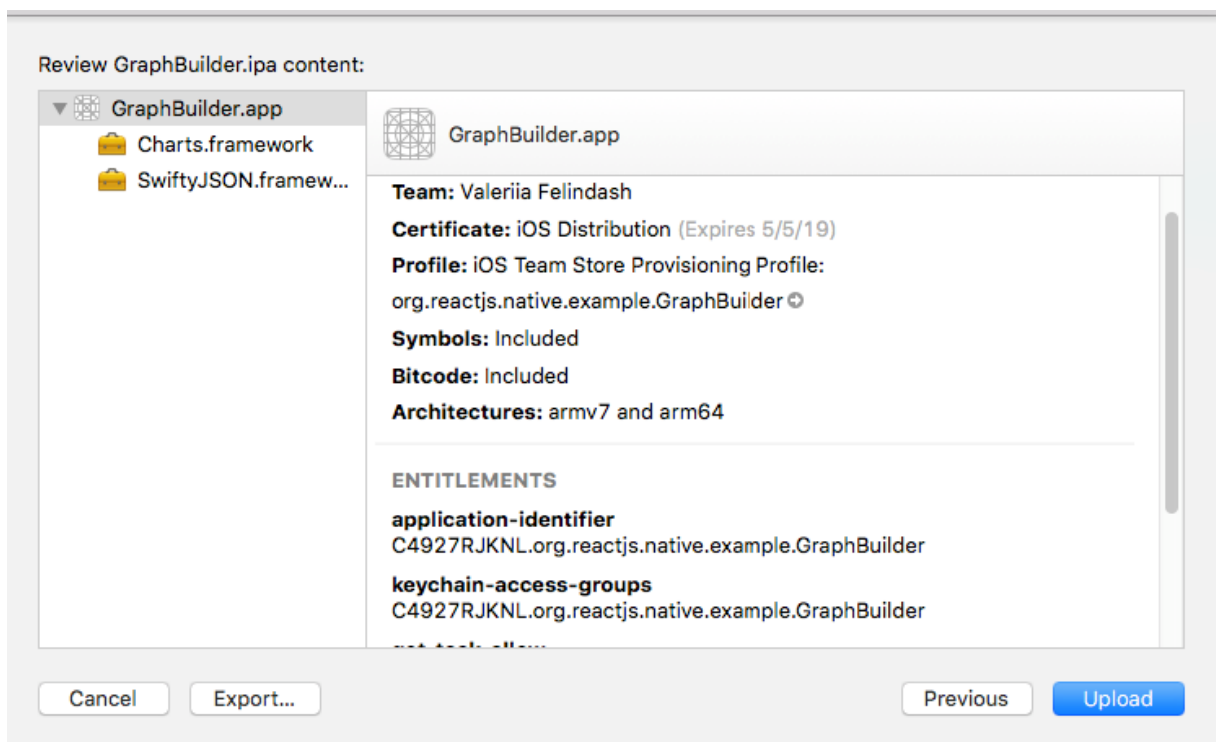 Review GraphBuilder.ipa content:
GraphBuilder.app
Charts.framework
SwiftyJSON.framew...
GraphBuilder.app
Team: Valeriia Felindash
Certificate: iOS Distribution (Expires 5/5/19)
Profile: iOS Team Store Provisioning Profile:
org.reactjs.native.example.GraphBuilder
Symbols: Included
Bitcode: Included
Architectures: armv7 and arm64
ENTITLEMENTS
application-identifier
C4927RJKNL.org.reactjs.native.example.GraphBuilder
keychain-access-groups
C4927RJKNL.org.reactjs.native.example.GraphBuilder
Cancel
Export...
Previous
Upload